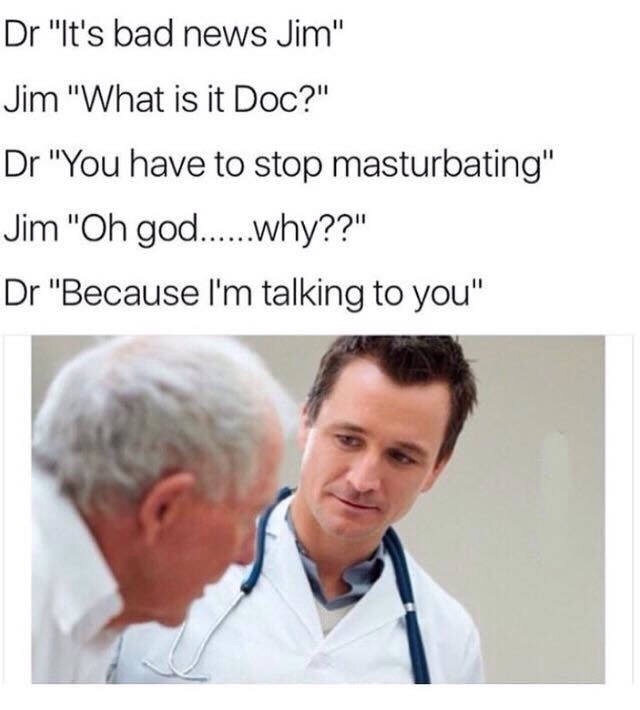 Dr "It's bad news Jim"
Jim "What is it Doc?"
Dr "You have to stop masturbating"
Jim "Oh god......why??"
Dr "Because I'm talking to you"